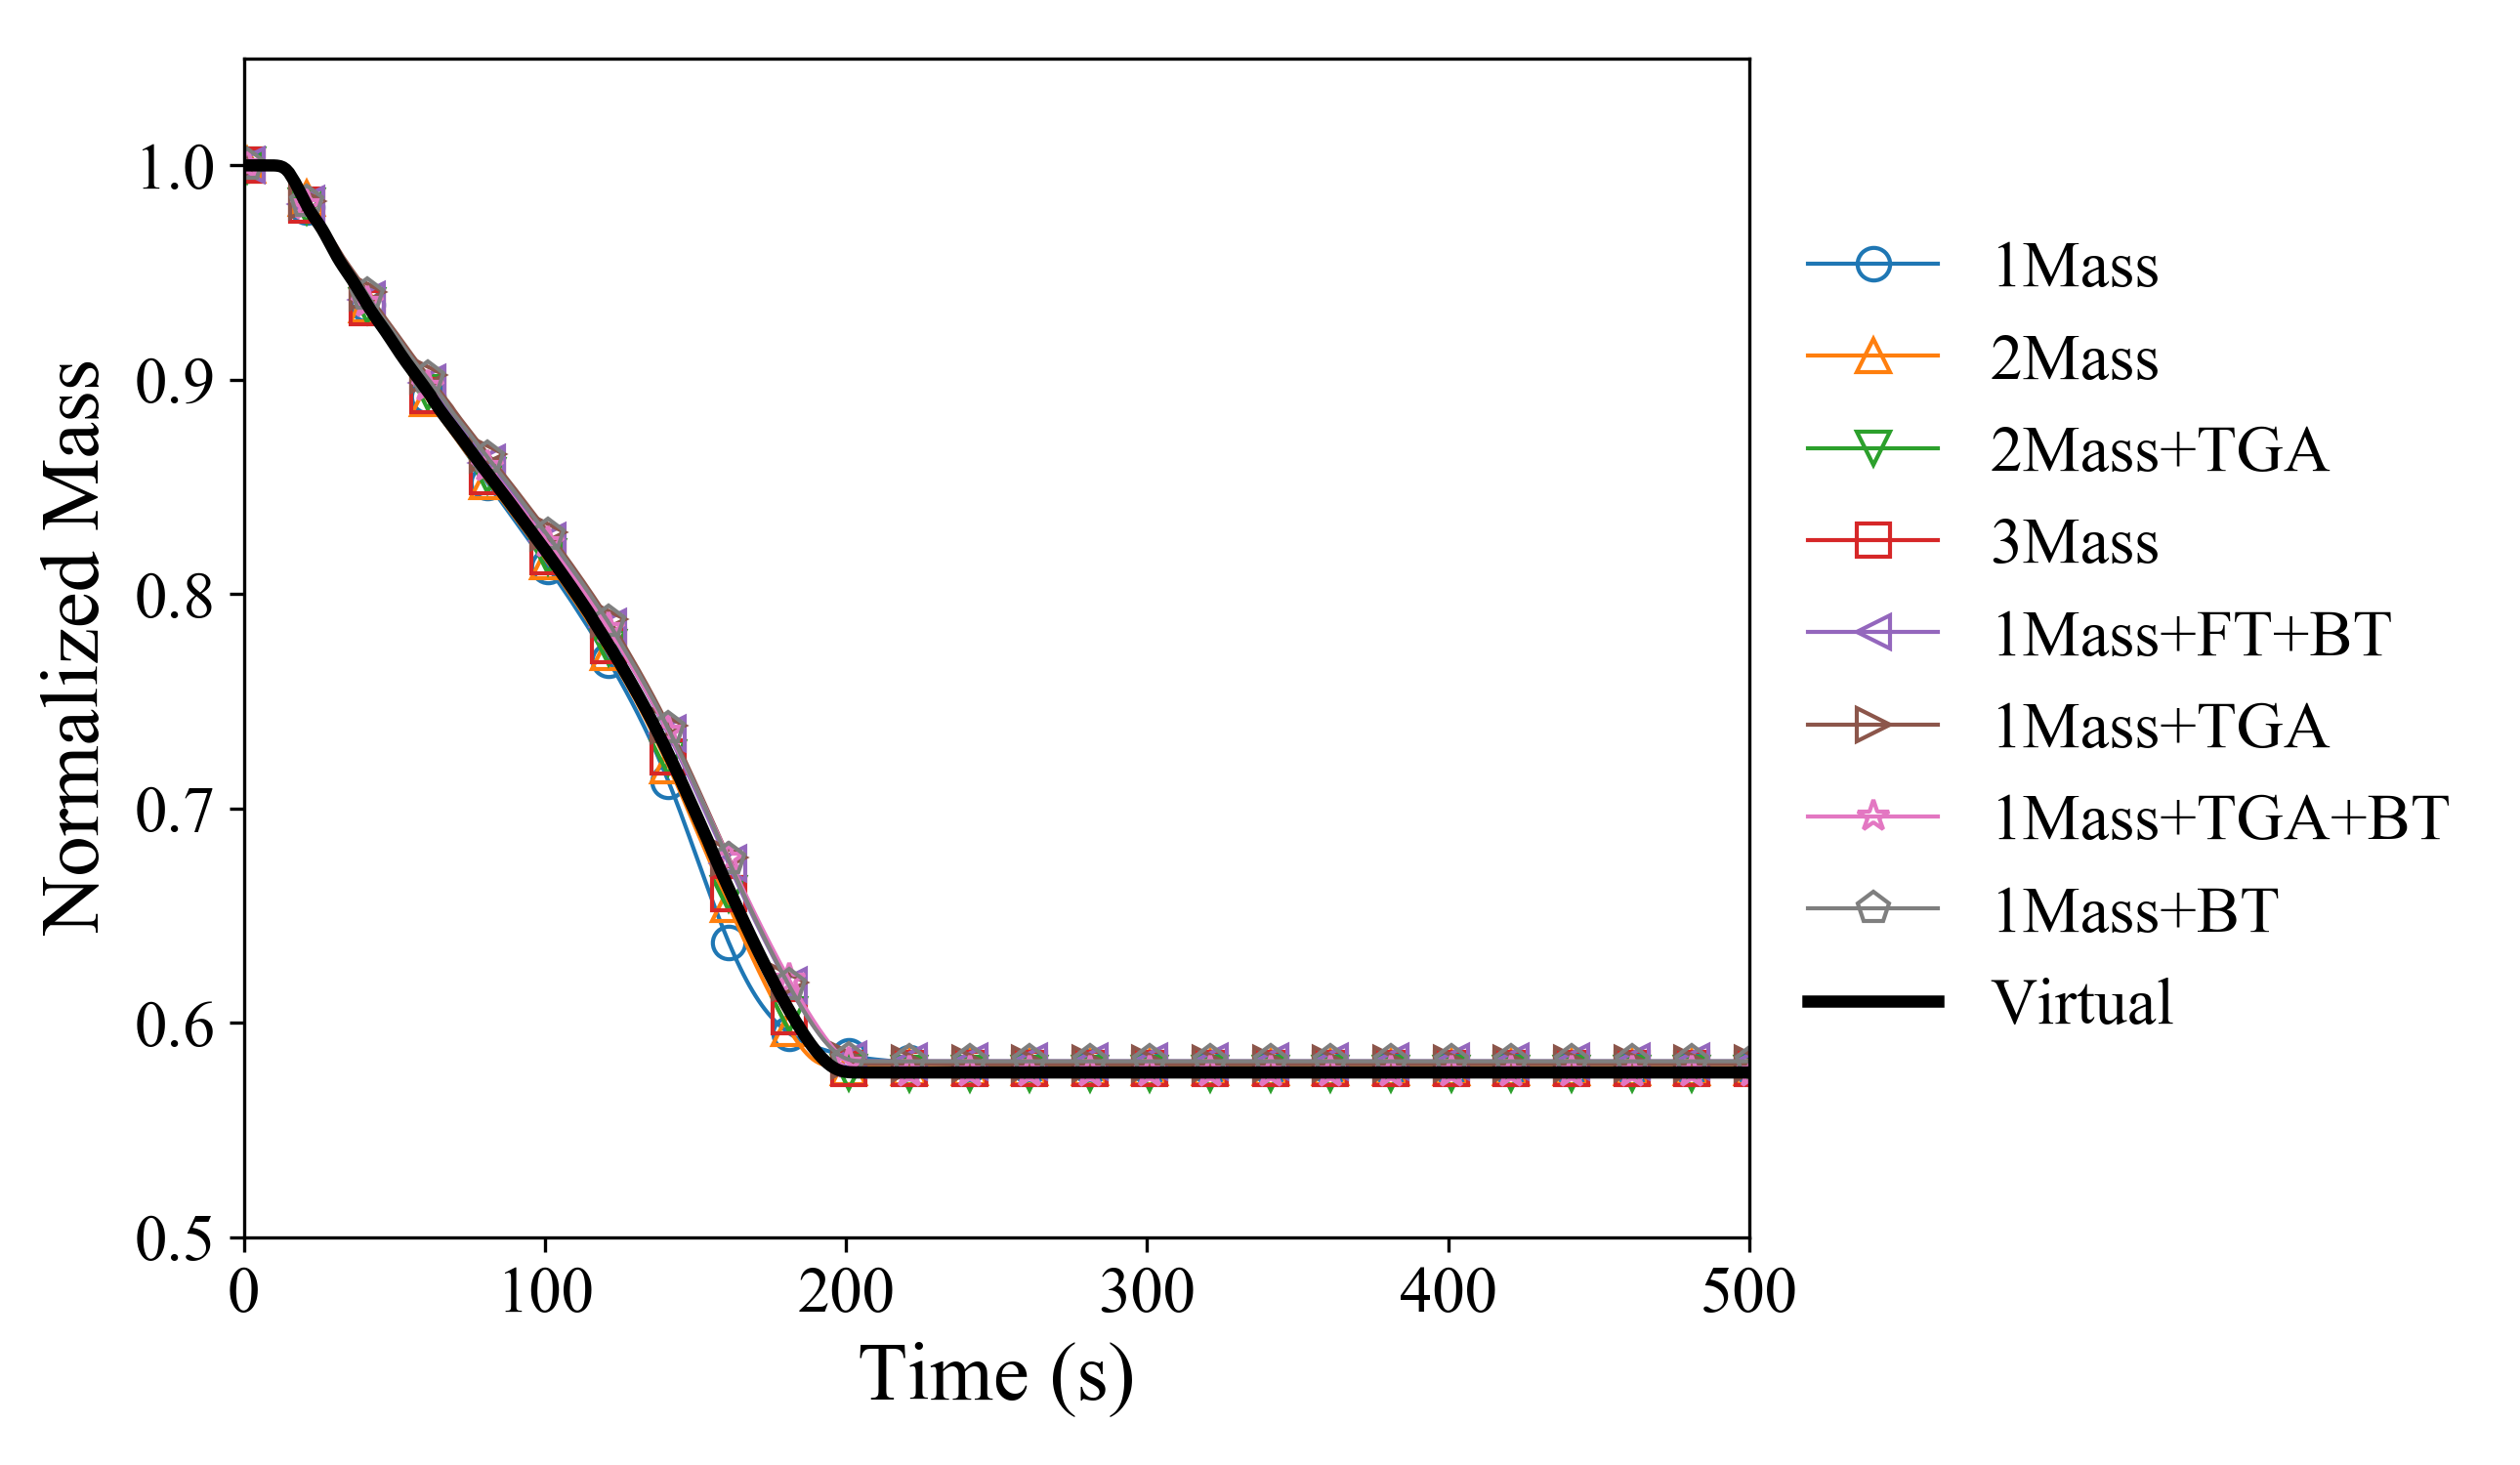 Normalized Mass
1.0
0.9
0.8
0.7
0.6
0.5
0
100
200
300
400
500
Time (s)
1Mass
2Mass
2Mass+TGA
3Mass
1Mass+FT+BT
1Mass+TGA
1Mass+TGA+BT
1Mass+BT
Virtual